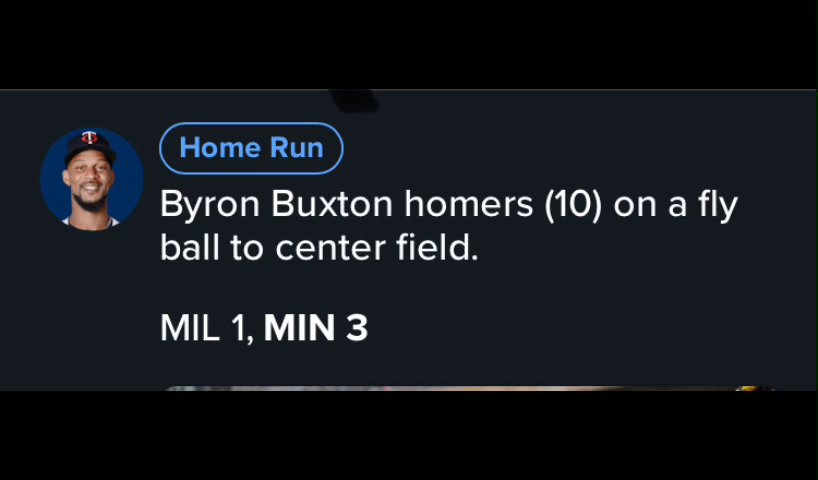 Home Run
Byron Buxton homers (10) on a fly
ball to center field.
MIL 1, MIN 3